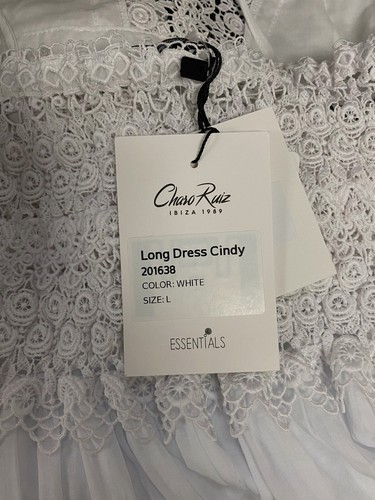 Charo Ruiz
IBIZA 1989
Long Dress Cindy
201638
COLOR: WHITE
SIZE: L
ESSENTIALS